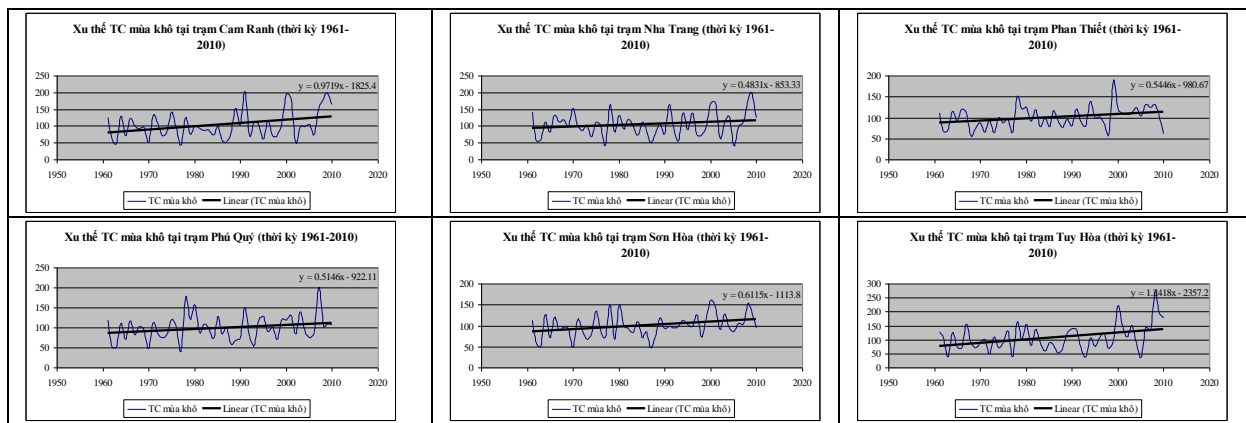 Xu thế TC mùa khô tại trạm Cam Ranh (thời kỳ 1961-
2010)
250
200
150
100
50
0
y = 0.9719x - 1825.4
1950 1960 1970 1980 1990 2000 2010 2020
TC mùa khô Linear (TC mùa khô)
Xu thế TC mùa khô tại trạm Nha Trang (thời kỳ 1961-
2010)
250
200
150
100
50
0
y = 0.4831x - 853.33
1950 1960 1970 1980 1990 2000 2010 2020
TC mùa khô Linear (TC mùa khô)
Xu thế TC mùa khô tại trạm Phan Thiết (thời kỳ 1961-
2010)
200
150
100
50
0
y = 0.5446x - 980.67
1950 1960 1970 1980 1990 2000 2010 2020
TC mùa khô Linear (TC mùa khô)
Xu thế TC mùa khô tại trạm Phú Quý (thời kỳ 1961-2010)
250
200
150
100
50
0
y = 0.5146x - 922.11
1950 1960 1970 1980 1990 2000 2010 2020
TC mùa khô Linear (TC mùa khô)
Xu thế TC mùa khô tại trạm Sơn Hòa (thời kỳ 1961-
2010)
200
150
100
50
0
y = 0.6115x - 1113.8
1950 1960 1970 1980 1990 2000 2010 2020
TC mùa khô Linear (TC mùa khô)
Xu thế TC mùa khô tại trạm Tuy Hòa (thời kỳ 1961-
2010)
300
250
200
150
100
50
0
y = 1.2418x - 2357.2
1950 1960 1970 1980 1990 2000 2010 2020
TC mùa khô Linear (TC mùa khô)